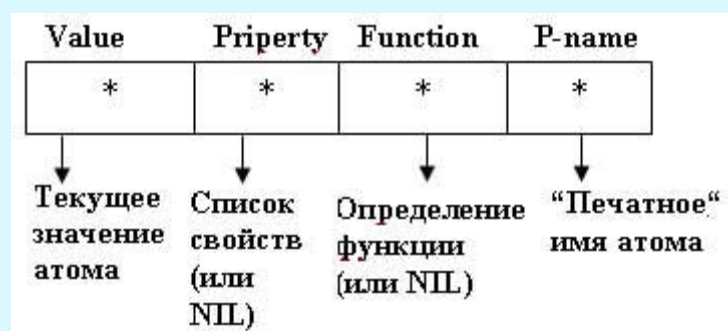 Value Priperty Function P-name
* * * *
Текущее
значение
атома
Список
свойств
(или
NIL)
Определение
функции
(или NIL)
“Печатное“
имя атома